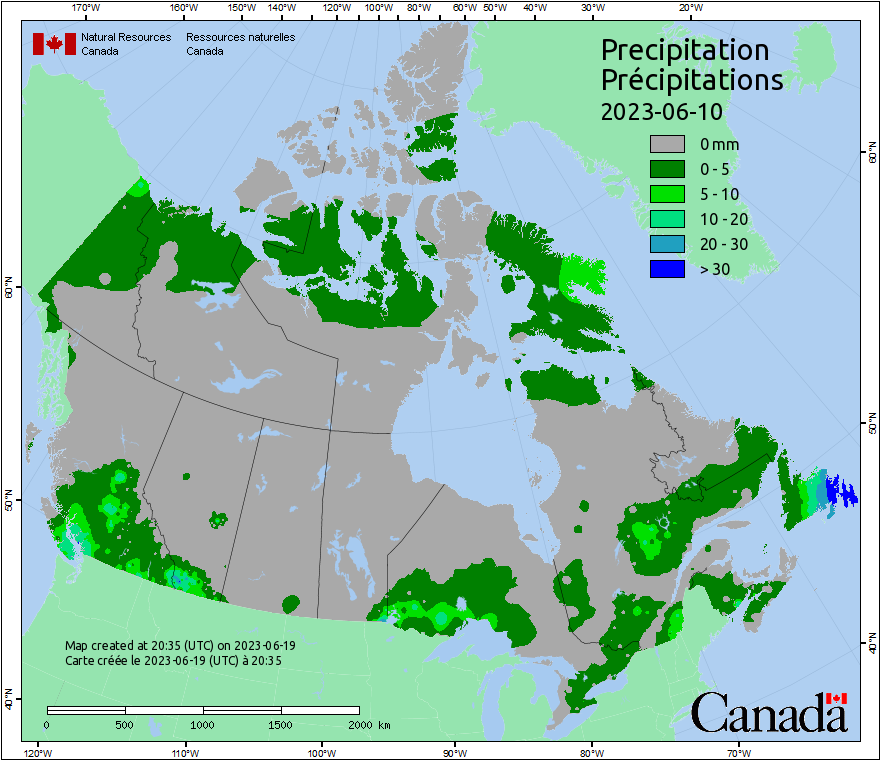 170°W 160°W 150°W 140°W 130°W 120°W 110°W 100°W 90°W 80°W 60°W 50°W 40°W 30°W 20°W
Natural Resources Canada
Ressources naturelles Canada
Precipitation
Précipitations
2023-06-10
0 mm
0 - 5
5 - 10
10 - 20
20 - 30
> 30
60°N
50°N
40°N
60°N
50°N
40°N
Map created at 20:35 (UTC) on 2023-06-19
Carte créée le 2023-06-19 (UTC) à 20:35
0 500 1000 1500 2000 km
Canada
120°W 110°W 100°W 90°W 80°W 70°W